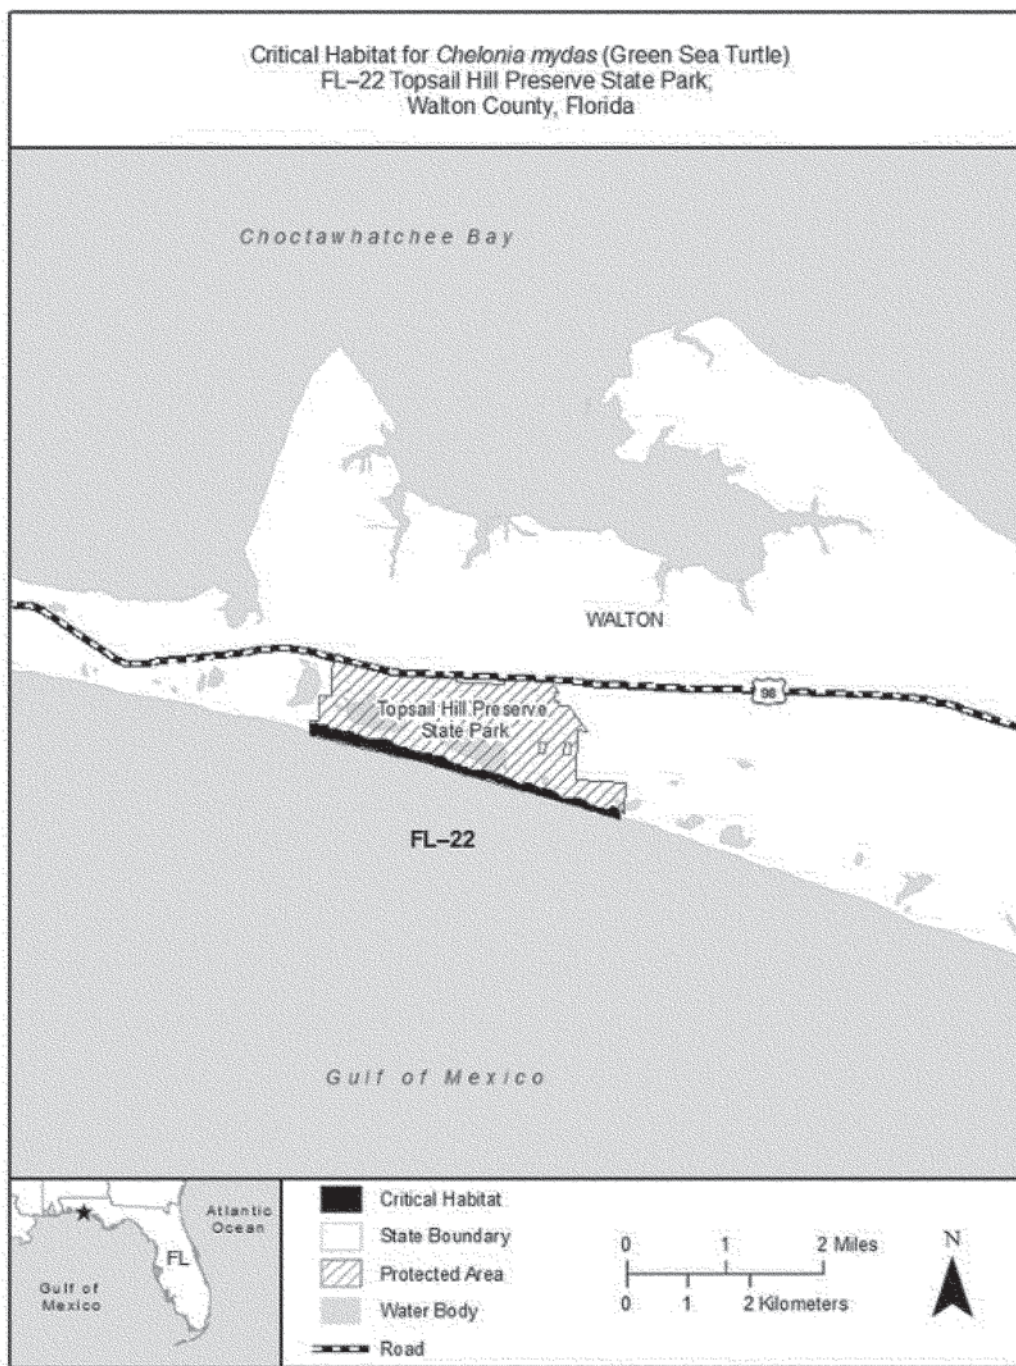 Critical Habitat for Chelonia mydas (Green Sea Turtle)
FL–22 Topsail Hill Preserve State Park;
Walton County, Florida
Choctawhatchee Bay
WALTON
98
Topsail Hill Preserve
State Park
FL–22
Gulf of Mexico
Atlantic
Ocean
FL
Gulf of
Mexico
Critical Habitat
State Boundary
Protected Area
Water Body
Road
0 1 2 Miles
0 1 2 Kilometers
N